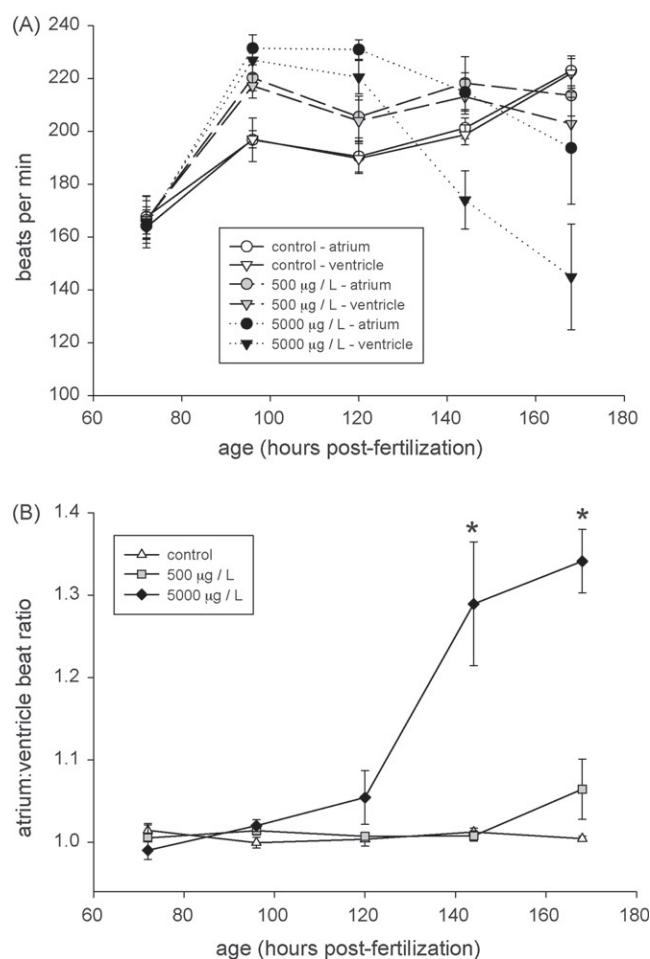 (A)
240
220
200
180
160
140
120
100
beats per min
control - atrium
control - ventricle
500 μg / L - atrium
500 μg / L - ventricle
5000 μg / L - atrium
5000 μg / L - ventricle
60 80 100 120 140 160 180
age (hours post-fertilization)
(B)
1.4
1.3
1.2
1.1
1.0
atrium:ventricle beat ratio
control
500 μg / L
5000 μg / L
* *
60 80 100 120 140 160 180
age (hours post-fertilization)